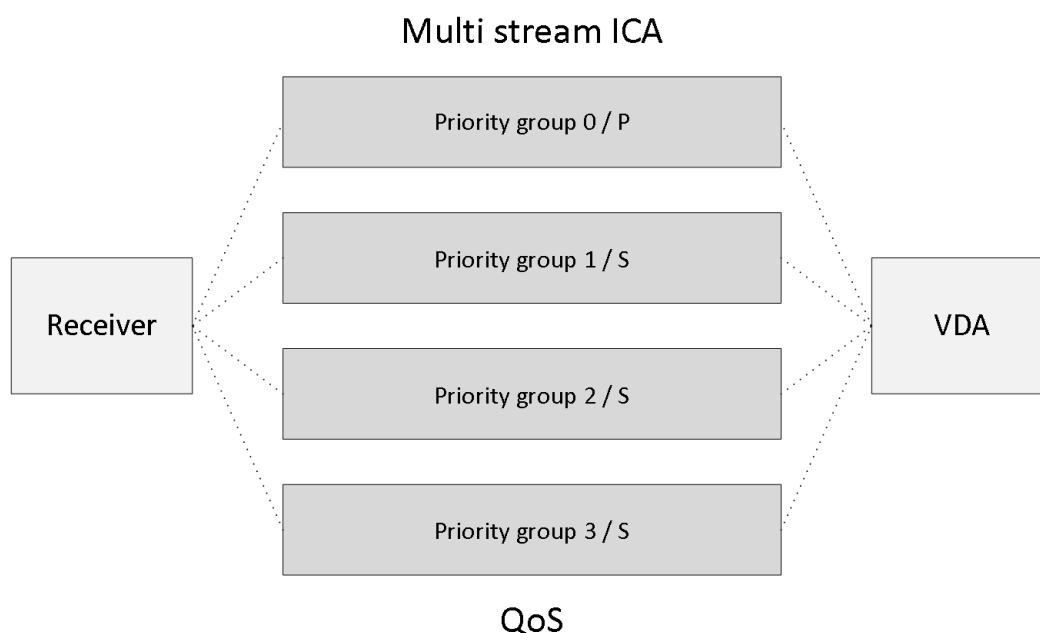 Multi stream ICA
Priority group 0 / P
Priority group 1 / S
Receiver
VDA
Priority group 2 / S
Priority group 3 / S
QoS